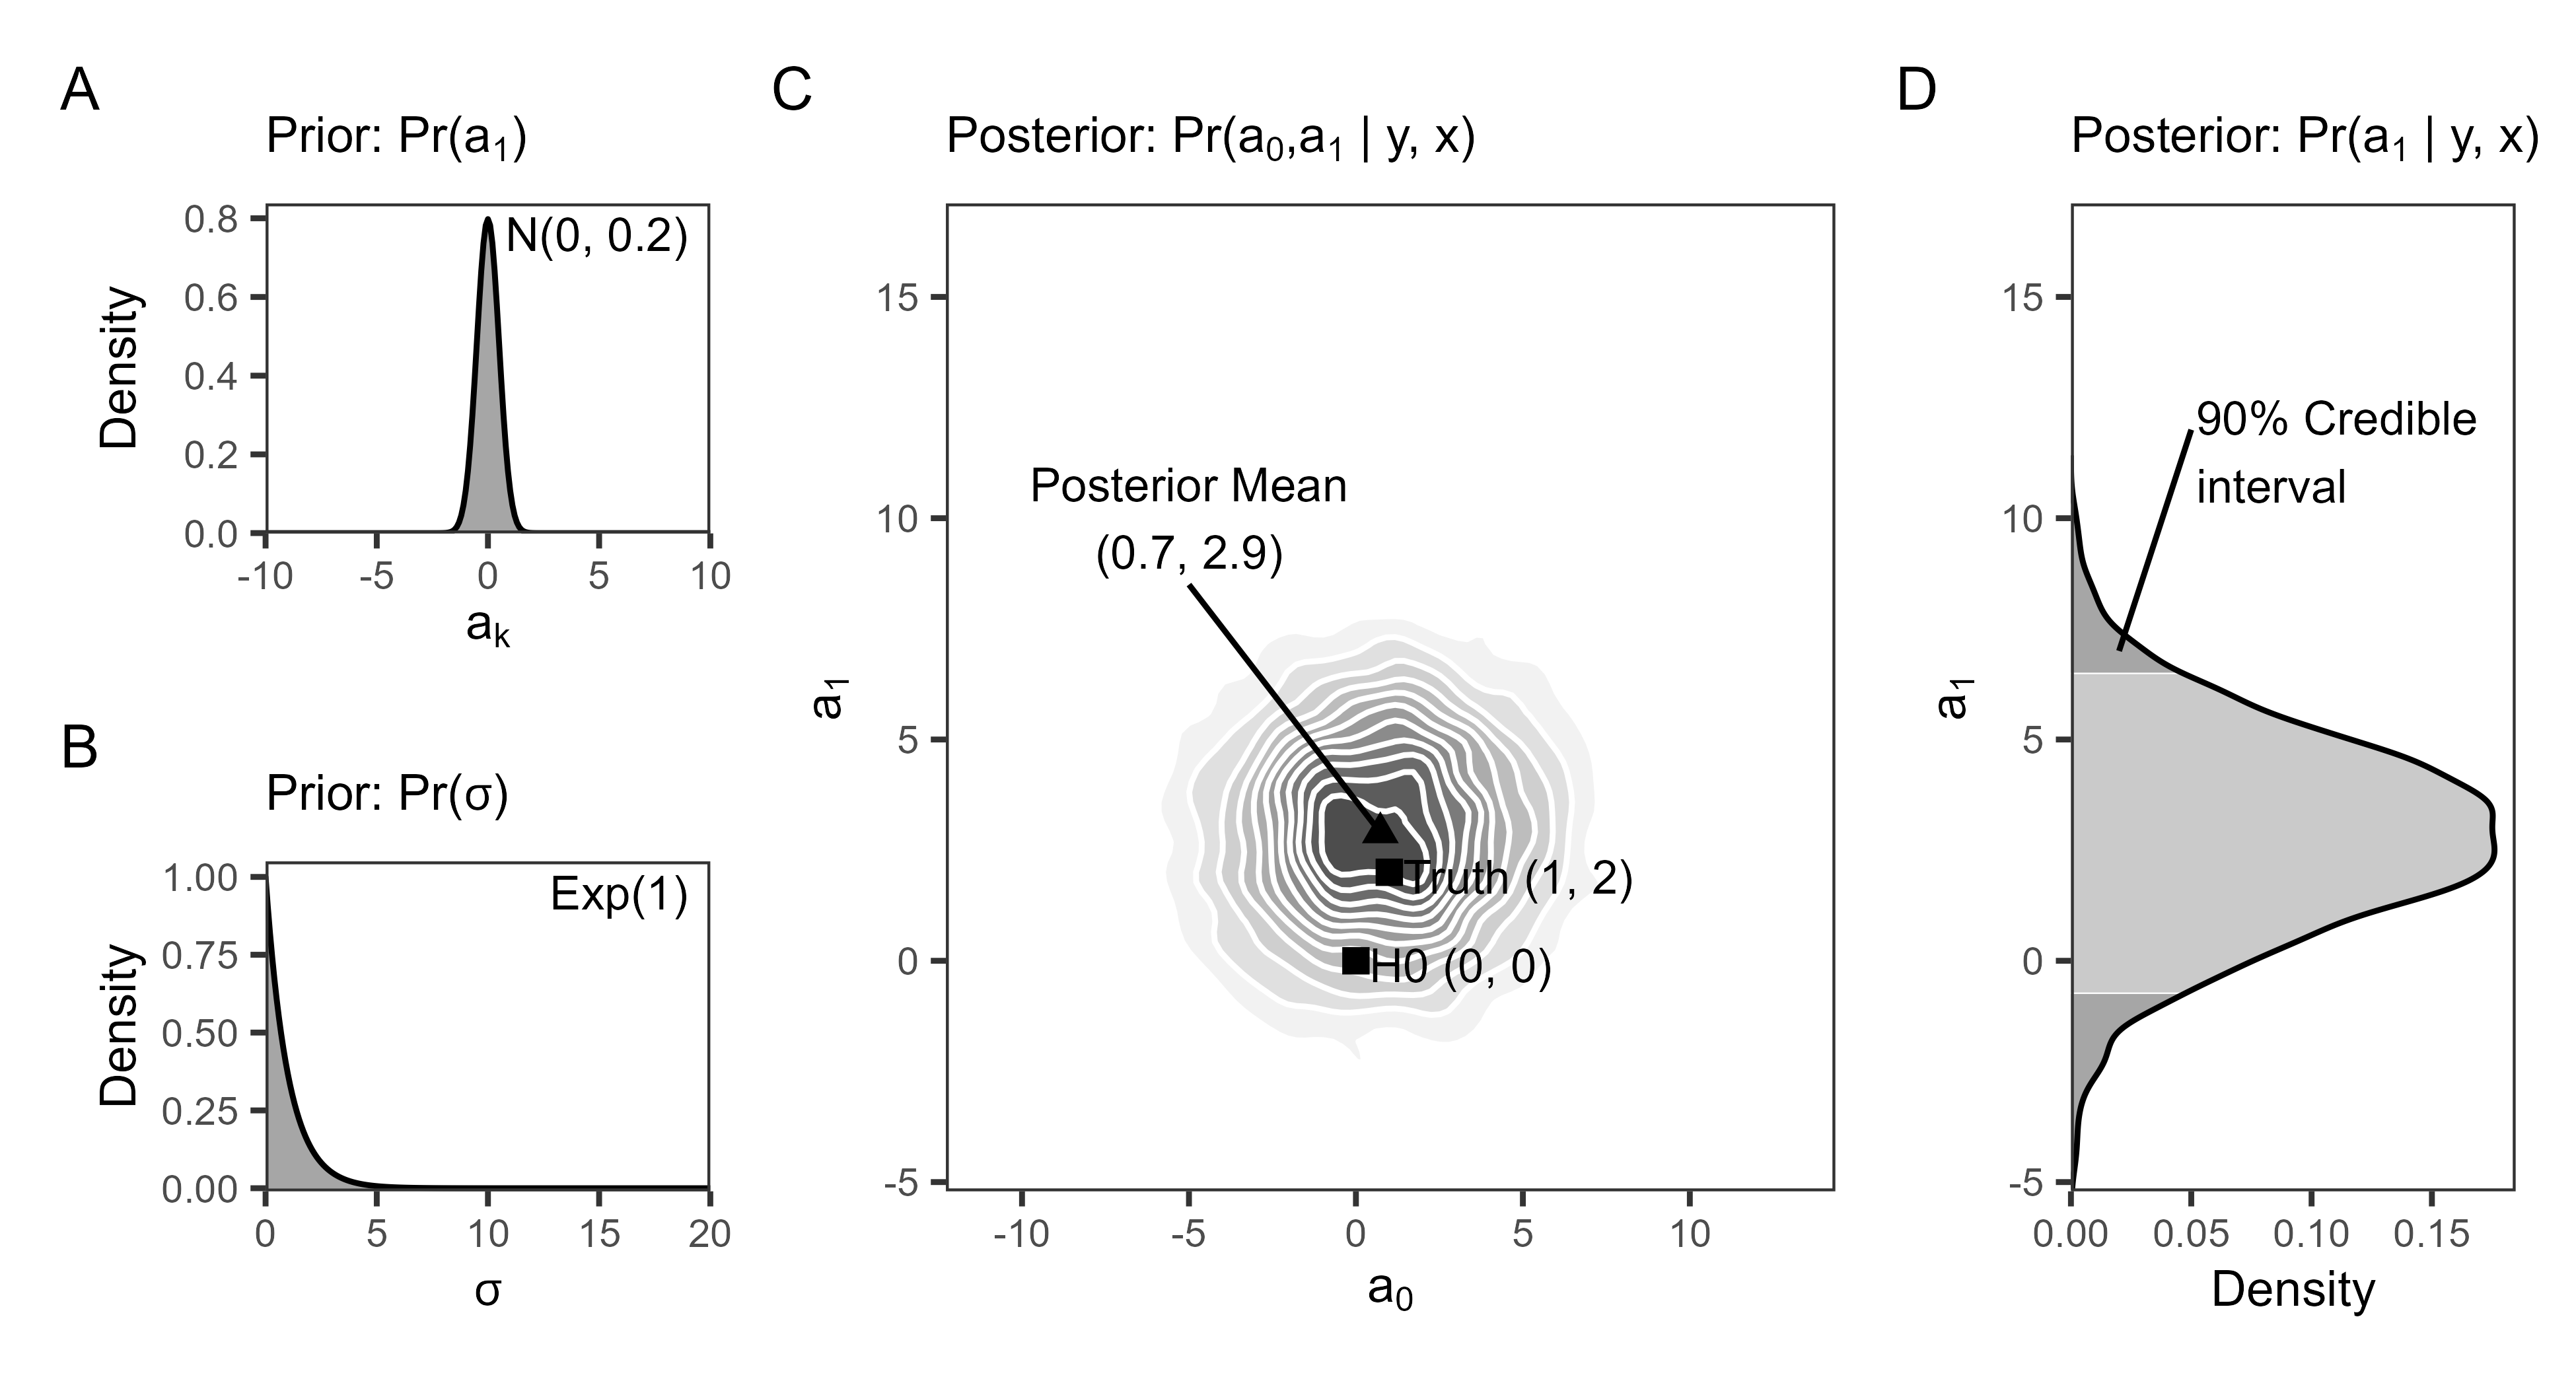 A
Prior: Pr(a₁)
N(0, 0.2)
0.8
0.6
0.4
0.2
0.0
Density
-10 -5 0 5 10
aₖ
B
Prior: Pr(σ)
Exp(1)
1.00
0.75
0.50
0.25
0.00
Density
0 5 10 15 20
σ
C
Posterior: Pr(a₀,a₁ | y, x)
15
10
5
0
-5
a₁
Posterior Mean
(0.7, 2.9)
Truth (1, 2)
H0 (0, 0)
-10 -5 0 5 10
a₀
D
Posterior: Pr(a₁ | y, x)
15
10
5
0
-5
a₁
90% Credible
interval
0.00 0.05 0.10 0.15
Density